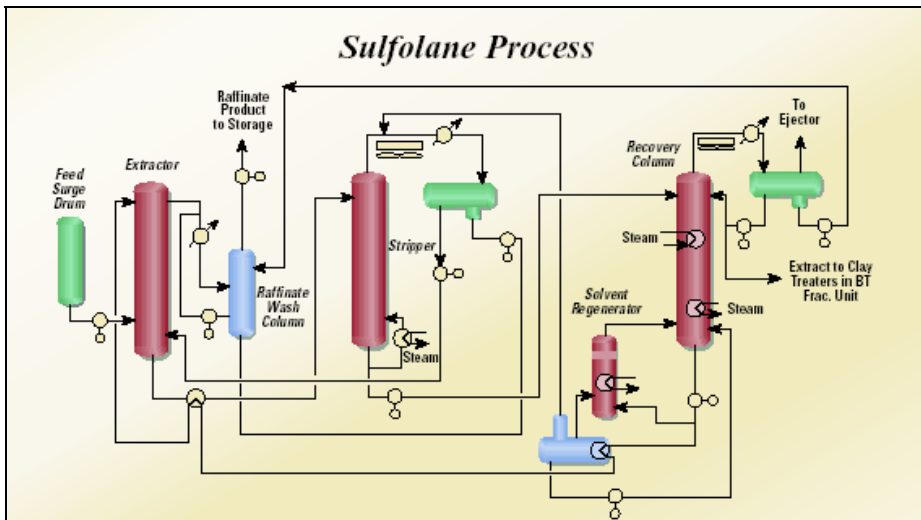 Sulfolane Process
Raffinate
Product
to Storage
To
Ejector
Extractor
Recovery
Column
Feed
Surge
Drum
Stripper
Steam
Extract to Clay
Treaters in BT
Frac. Unit
Raffinate
Wash
Column
Solvent
Regenerator
Steam
Steam